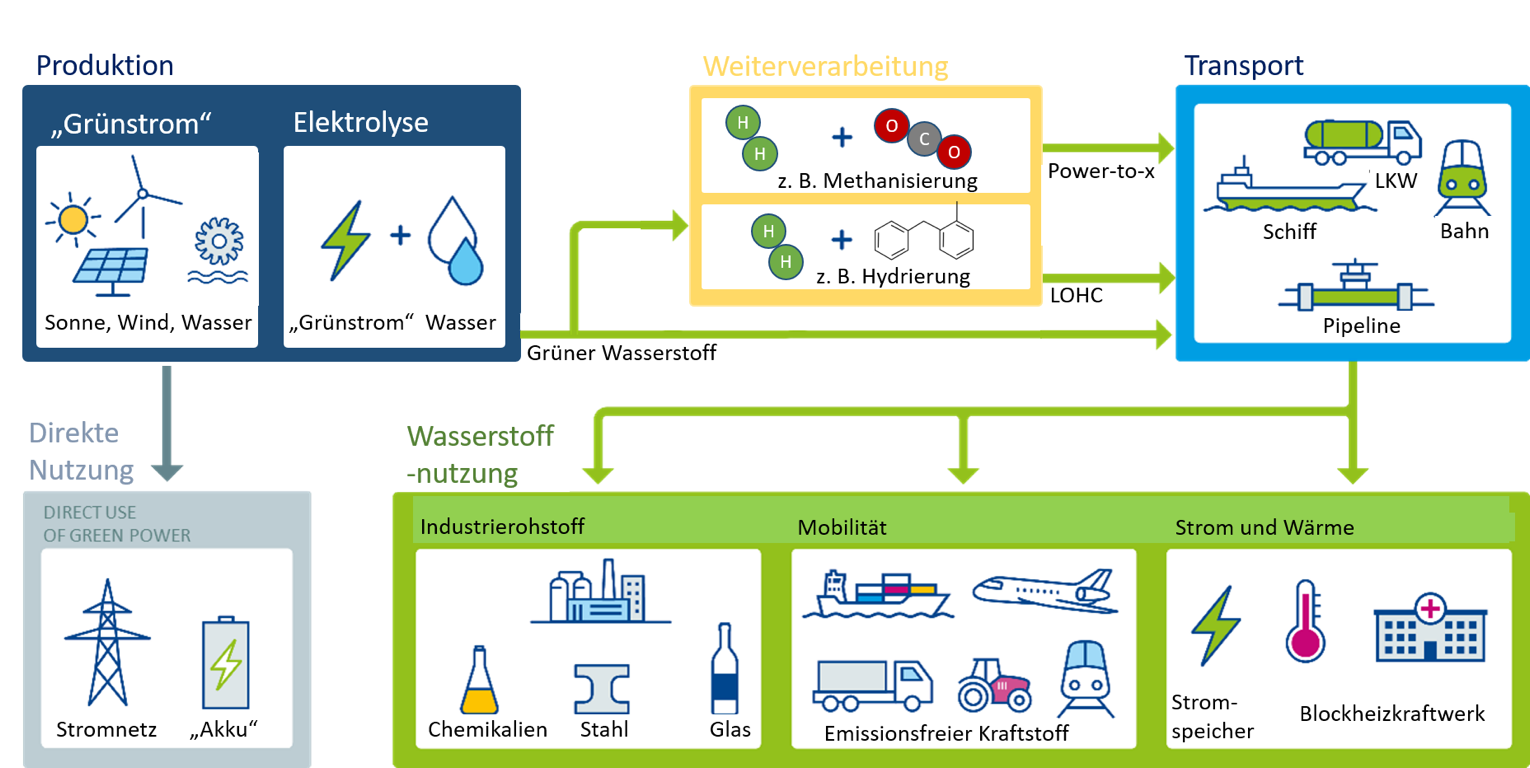 Produktion
„Grünstrom“
Elektrolyse
Sonne, Wind, Wasser
„Grünstrom“ Wasser
Grüner Wasserstoff
Weiterverarbeitung
H
H
+
O
C
O
z. B. Methanisierung
H
H
+
z. B. Hydrierung
Power-to-x
LOHC
Transport
LKW
Schiff
Bahn
Pipeline
Direkte
Nutzung
DIRECT USE
OF GREEN POWER
Stromnetz
„Akku“
Wasserstoff
-nutzung
Industrierohstoff
Chemikalien
Stahl
Glas
Mobilität
Emissionsfreier Kraftstoff
Strom und Wärme
Strom-
speicher
Blockheizkraftwerk